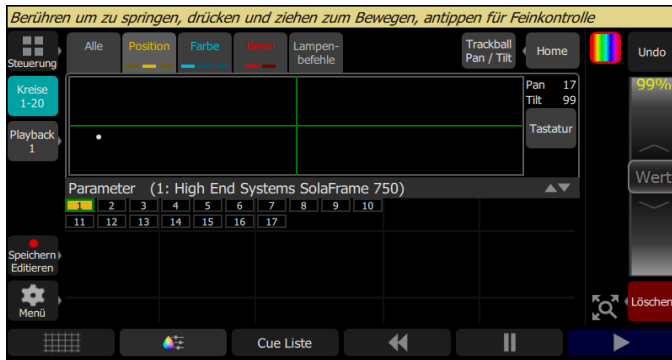 Berühren um zu springen, drücken und ziehen zum Bewegen, antippen für Feinkontrolle
Steuerung
Alle
Position
Farbe
Beam
Lampen-
befehle
Trackball
Pan / Tilt
Home
Undo
Kreise
1-20
Pan 17
Tilt 99
99%
Playback
1
Tastatur
Wert
Parameter (1: High End Systems SolaFrame 750)
1 2 3 4 5 6 7 8 9 10
11 12 13 14 15 16 17
Speichern
Editieren
Menü
Löschen
Cue Liste